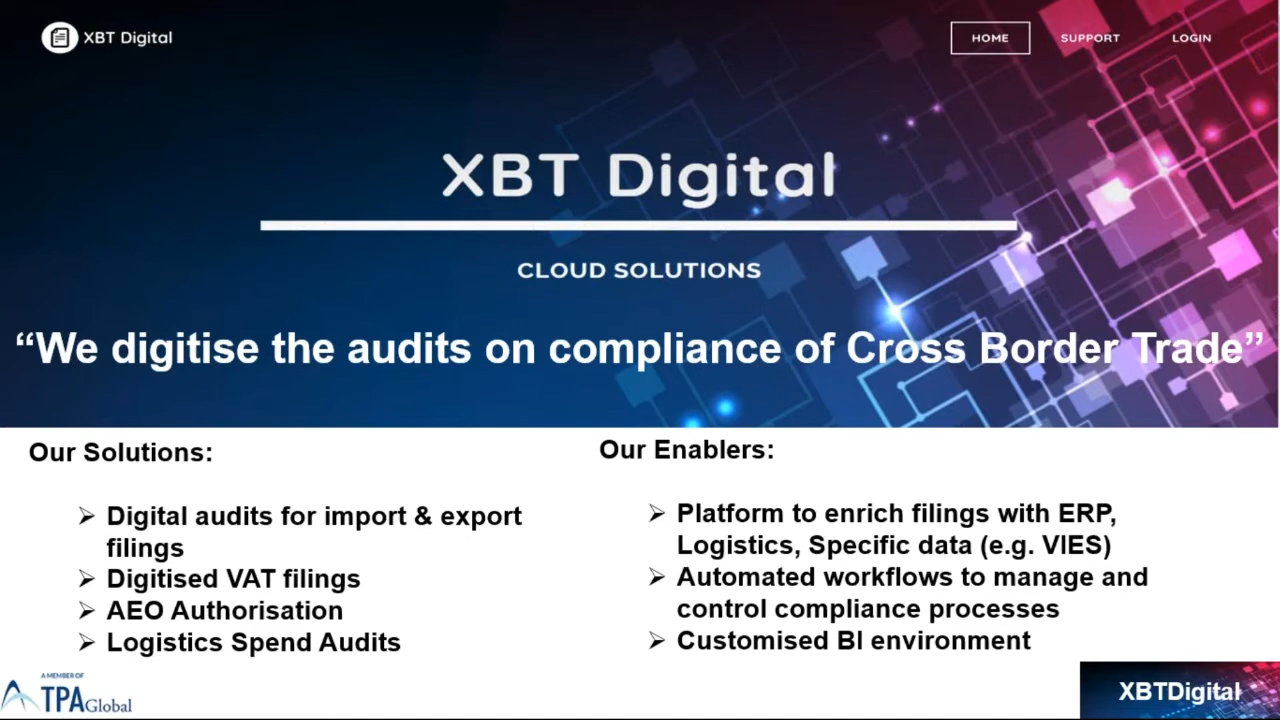 XBT Digital
HOME
SUPPORT
LOGIN
XBT Digital
CLOUD SOLUTIONS
“We digitise the audits on compliance of Cross Border Trade”
Our Solutions:
➢ Digital audits for import & export
filings
➢ Digitised VAT filings
➢ AEO Authorisation
➢ Logistics Spend Audits
Our Enablers:
➢ Platform to enrich filings with ERP,
Logistics, Specific data (e.g. VIES)
➢ Automated workflows to manage and
control compliance processes
➢ Customised BI environment
A MEMBER OF
TPAGlobal
XBTDigital